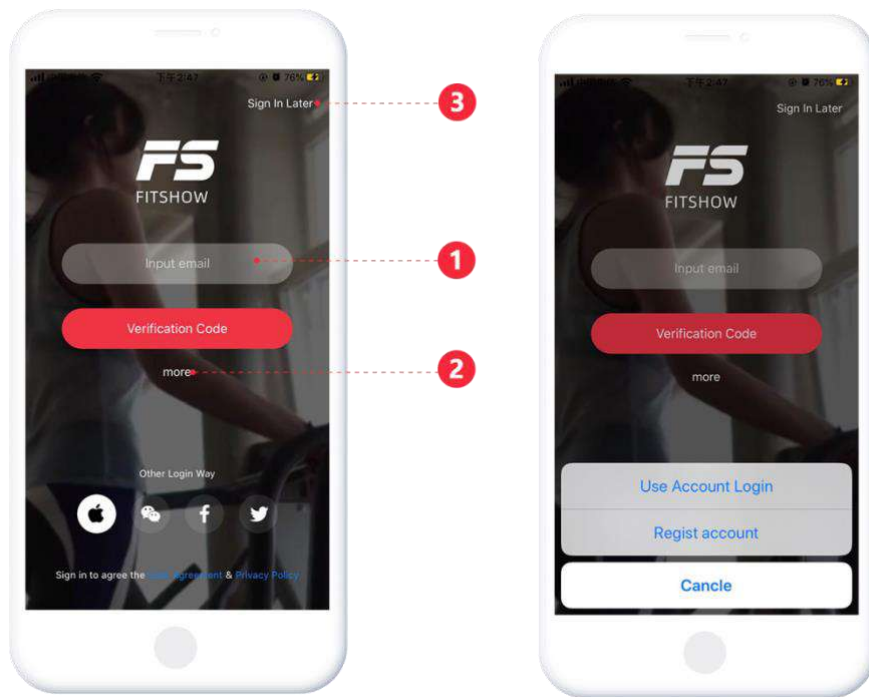 下午2:47
76%
Sign In Later
FS
FITSHOW
Input email
Verification Code
more
Other Login Way
Sign in to agree the User Agreement & Privacy Policy
3
1
2
下午2:47
76%
Sign In Later
FS
FITSHOW
Input email
Verification Code
more
Use Account Login
Regist account
Cancle